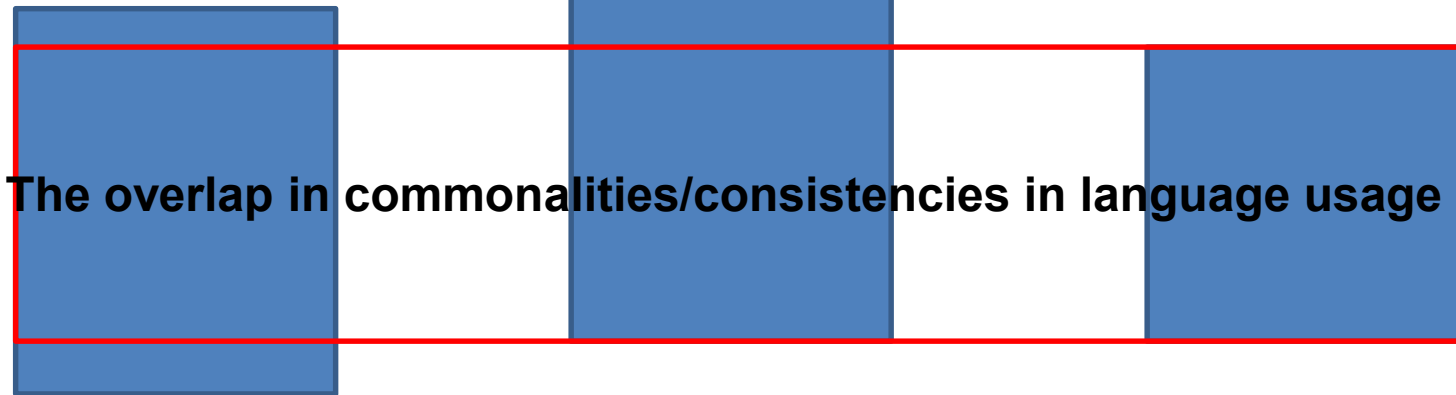 The overlap in commonalities/consistencies in language usage